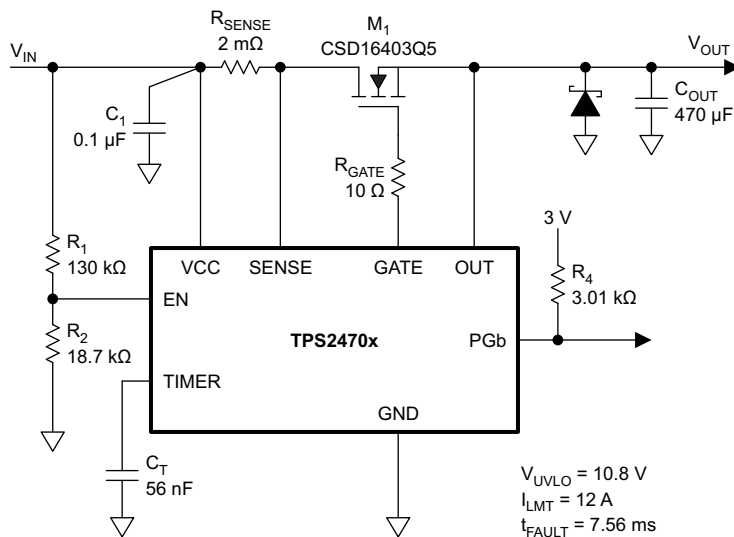 R_SENSE
2 mΩ
M_1
CSD16403Q5
V_IN
V_OUT
C_1
0.1 µF
C_OUT
470 µF
R_GATE
10 Ω
3 V
R_1
130 kΩ
VCC
SENSE
GATE
OUT
R_4
3.01 kΩ
EN
R_2
18.7 kΩ
TPS2470x
PGb
TIMER
GND
C_T
56 nF
V_UVLO = 10.8 V
I_LMT = 12 A
t_FAULT = 7.56 ms